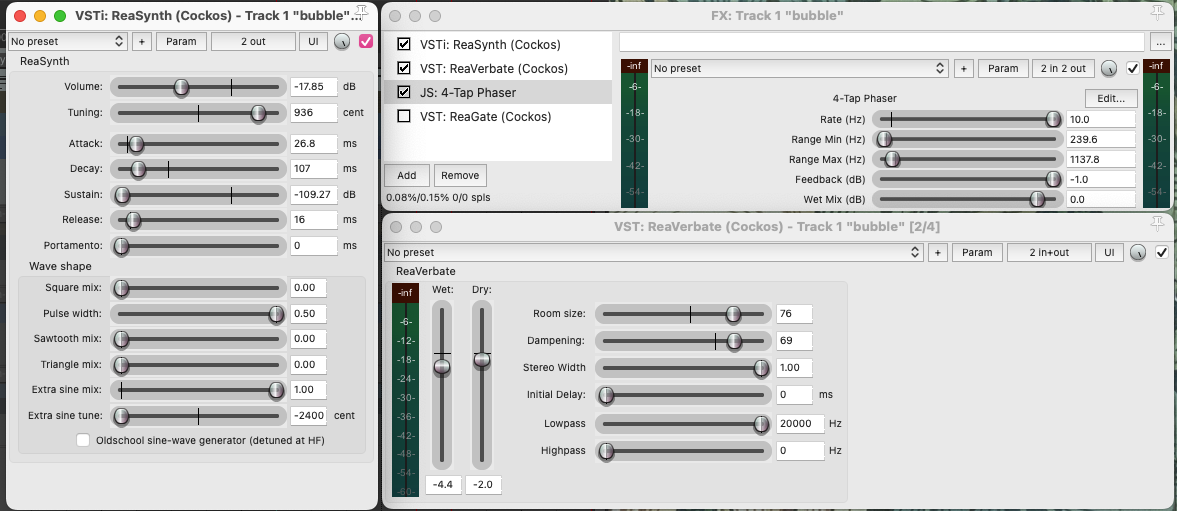 VSTi: ReaSynth (Cockos) - Track 1 "bubble"...
No preset
+
Param
2 out
UI
ReaSynth
Volume: -17.85 dB
Tuning: 936 cent
Attack: 26.8 ms
Decay: 107 ms
Sustain: -109.27 dB
Release: 16 ms
Portamento: 0 ms
Wave shape
Square mix: 0.00
Pulse width: 0.50
Sawtooth mix: 0.00
Triangle mix: 0.00
Extra sine mix: 1.00
Extra sine tune: -2400 cent
Oldschool sine-wave generator (detuned at HF)
FX: Track 1 "bubble"
VSTi: ReaSynth (Cockos)
VST: ReaVerbate (Cockos)
JS: 4-Tap Phaser
VST: ReaGate (Cockos)
Add
Remove
0.08%/0.15% 0/0 spls
...
-inf
-6-
-18-
-30-
-42-
-54-
No preset
+
Param
2 in 2 out
4-Tap Phaser
Edit...
Rate (Hz) 10.0
Range Min (Hz) 239.6
Range Max (Hz) 1137.8
Feedback (dB) -1.0
Wet Mix (dB) 0.0
-inf
-6-
-18-
-30-
-42-
-54-
VST: ReaVerbate (Cockos) - Track 1 "bubble" [2/4]
No preset
+
Param
2 in+out
UI
ReaVerbate
-inf
-6-
-12-
-18-
-24-
-30-
-36-
-42-
-48-
-54-
-60-
Wet: Dry:
-4.4 -2.0
Room size: 76
Dampening: 69
Stereo Width 1.00
Initial Delay: 0 ms
Lowpass 20000 Hz
Highpass 0 Hz